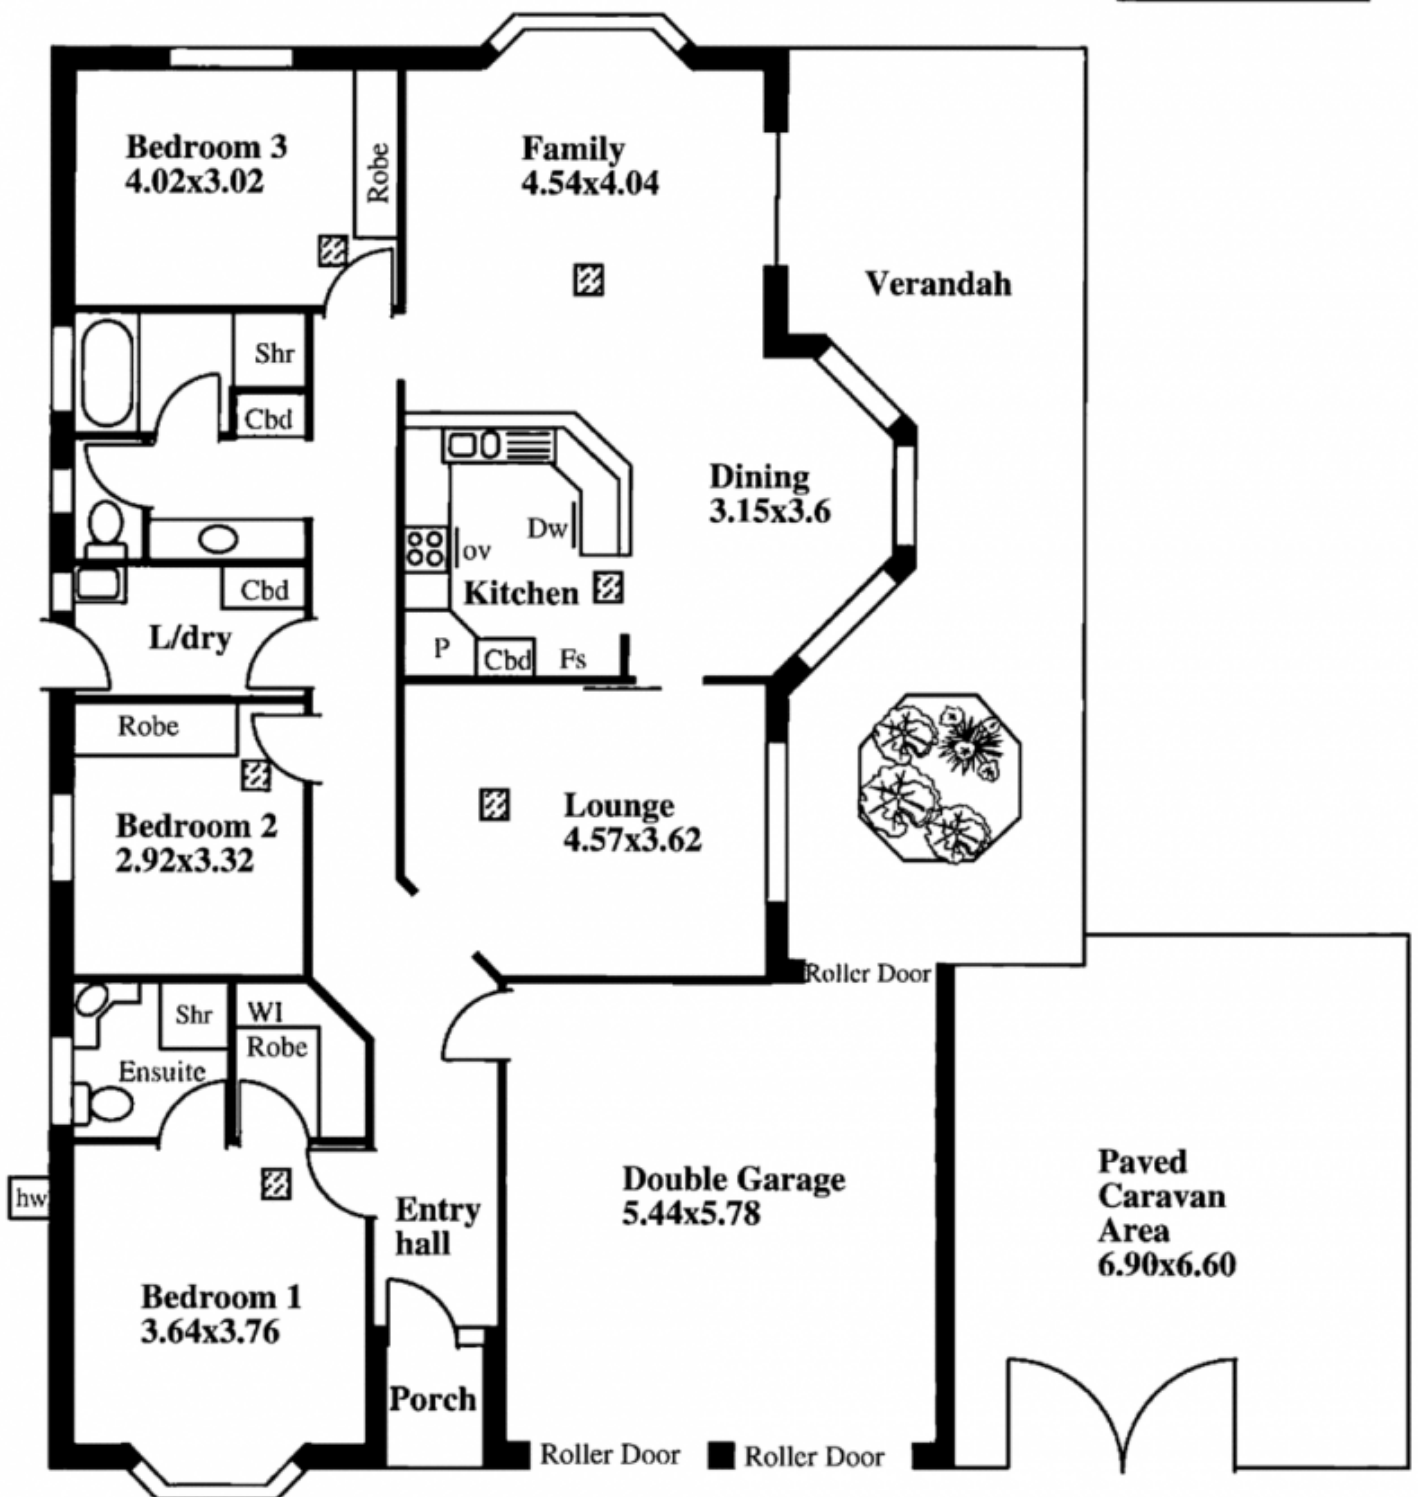 Bedroom 3
4.02x3.02
Robe
Family
4.54x4.04
Verandah
Shr
Cbd
Dining
3.15x3.6
Dw
ov
Kitchen
Cbd
L/dry
P
Cbd
Fs
Robe
Bedroom 2
2.92x3.32
Lounge
4.57x3.62
Roller Door
Shr
WI
Robe
Ensuite
hw
Bedroom 1
3.64x3.76
Entry
hall
Porch
Double Garage
5.44x5.78
Paved
Caravan
Area
6.90x6.60
Roller Door
Roller Door